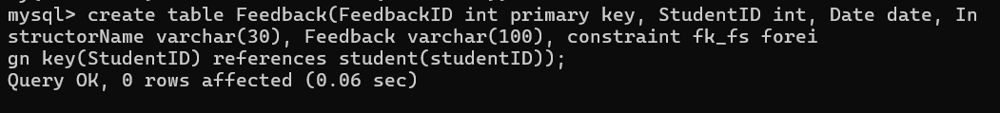 mysql> create table Feedback(FeedbackID int primary key, StudentID int, Date date, In
structorName varchar(30), Feedback varchar(100), constraint fk_fs forei
gn key(StudentID) references student(studentID));
Query OK, 0 rows affected (0.06 sec)